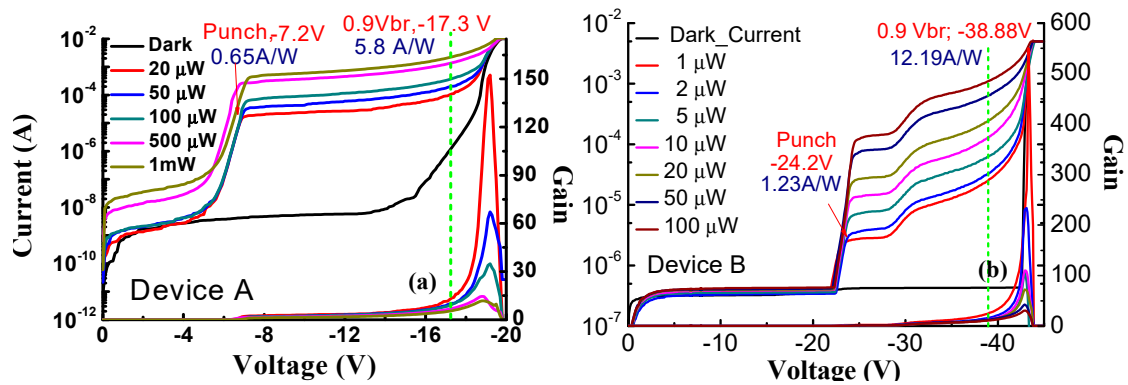 Punch,-7.2V
0.65A/W
0.9Vbr,-17.3 V
5.8 A/W
Dark
20 μW
50 μW
100 μW
500 μW
1mW
10⁻²
10⁻⁴
10⁻⁶
10⁻⁸
10⁻¹⁰
10⁻¹²
Current (A)
150
120
90
60
30
0
Gain
(a)
Device A
0
-4
-8
-12
-16
-20
Voltage (V)
0.9 Vbr; -38.88V
12.19A/W
Punch
-24.2V
1.23A/W
Dark_Current
1 μW
2 μW
5 μW
10 μW
20 μW
50 μW
100 μW
10⁻²
10⁻³
10⁻⁴
10⁻⁵
10⁻⁶
10⁻⁷
600
500
400
300
200
100
0
Gain
Device B
(b)
0
-10
-20
-30
-40
Voltage (V)